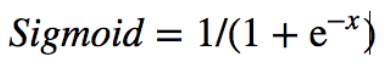 Sigmoid = 1/(1 + e⁻ˣ)